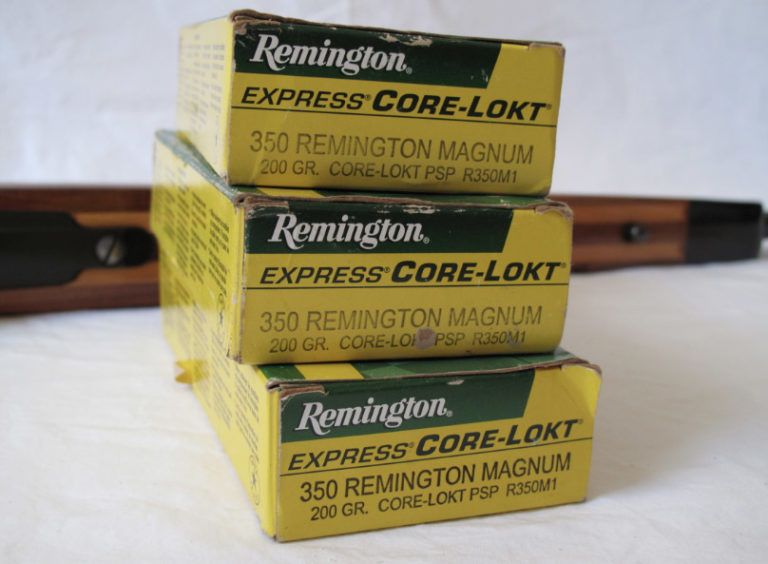 Remington®
EXPRESS® CORE-LOKT®
350 REMINGTON MAGNUM
200 GR. CORE-LOKT PSP R350M1
Remington®
EXPRESS® CORE-LOKT®
350 REMINGTON MAGNUM
200 GR. CORE-LOKT PSP R350M1
Remington®
EXPRESS® CORE-LOKT®
350 REMINGTON MAGNUM
200 GR. CORE-LOKT PSP R350M1